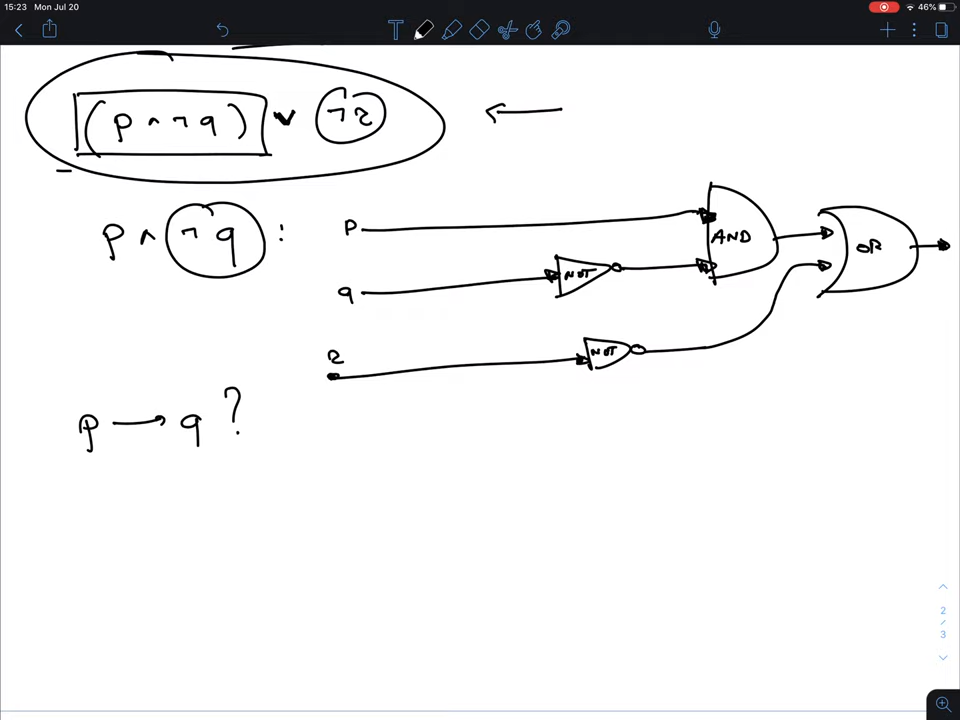 15:23 Mon Jul 20
46%
(p ∧ ¬ q) ∨ ¬r
p ∧ ¬ q :
p
AND
OR
q
NOT
r
NOT
p → q ?
2
/
3